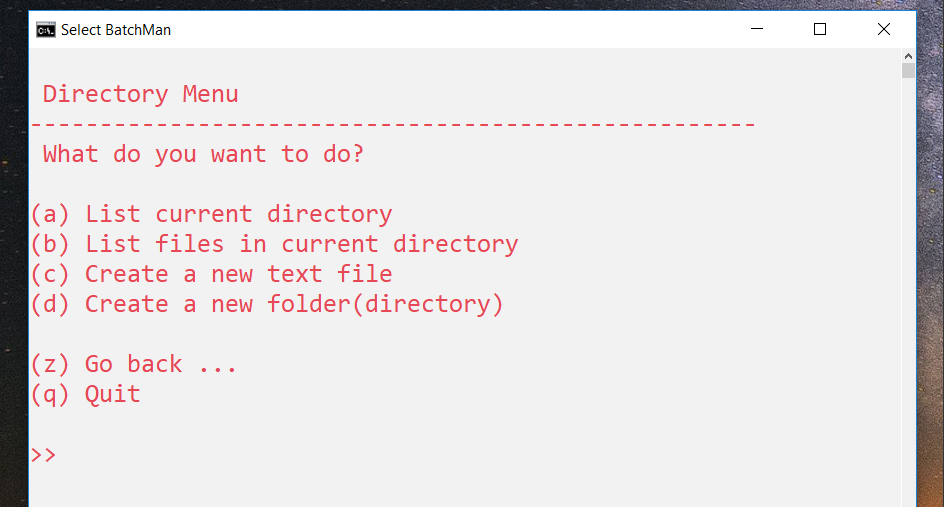 Select BatchMan
Directory Menu
----------------------------------------------------
What do you want to do?
(a) List current directory
(b) List files in current directory
(c) Create a new text file
(d) Create a new folder(directory)
(z) Go back ...
(q) Quit
>>